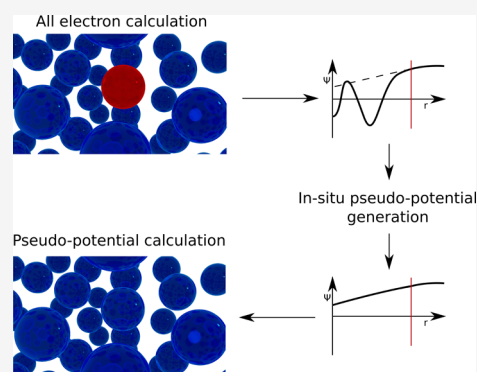 All electron calculation
Ψ
r
In-situ pseudo-potential
generation
Pseudo-potential calculation
Ψ
r